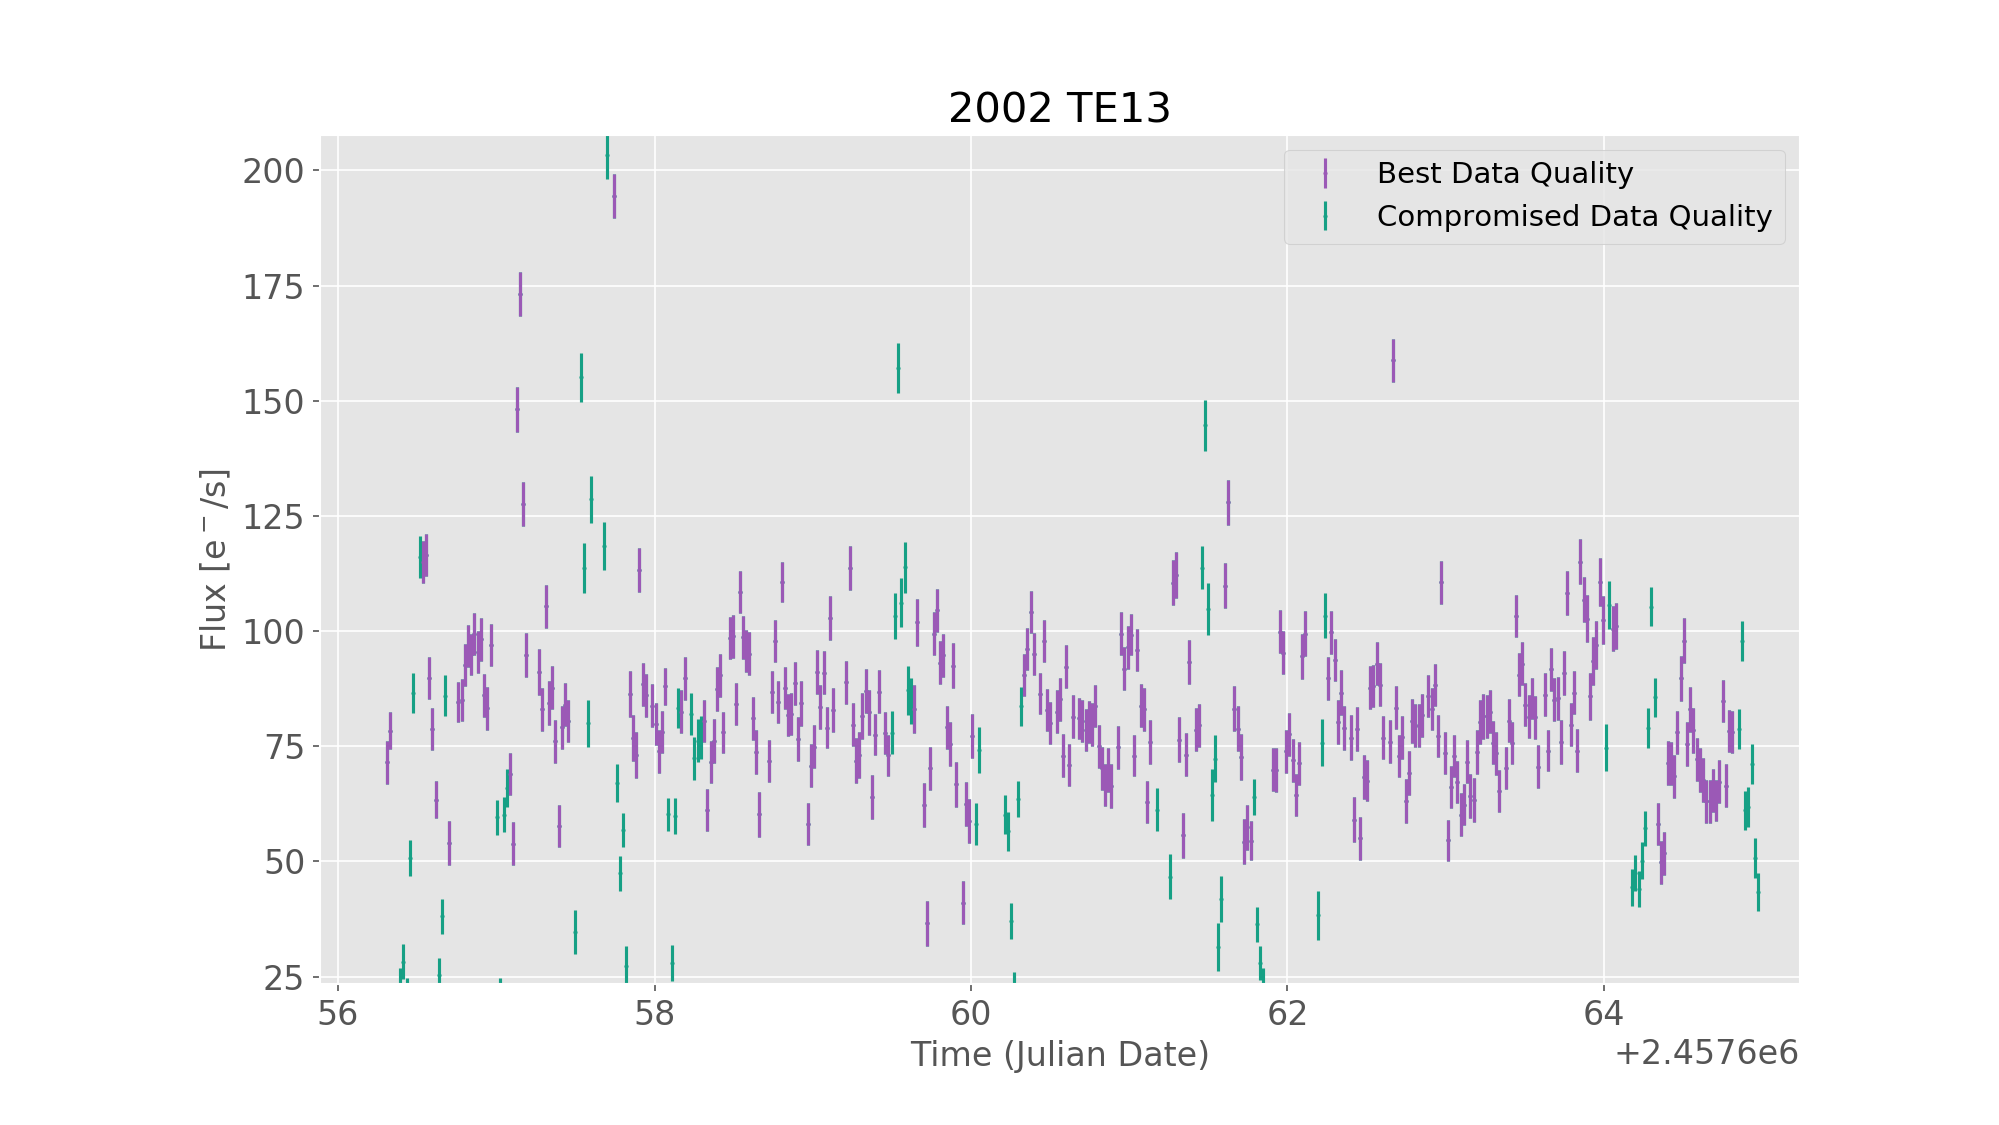 2002 TE13
200
175
150
125
100
75
50
25
Flux [e⁻/s]
Best Data Quality
Compromised Data Quality
56 58 60 62 64
Time (Julian Date)
+2.4576e6